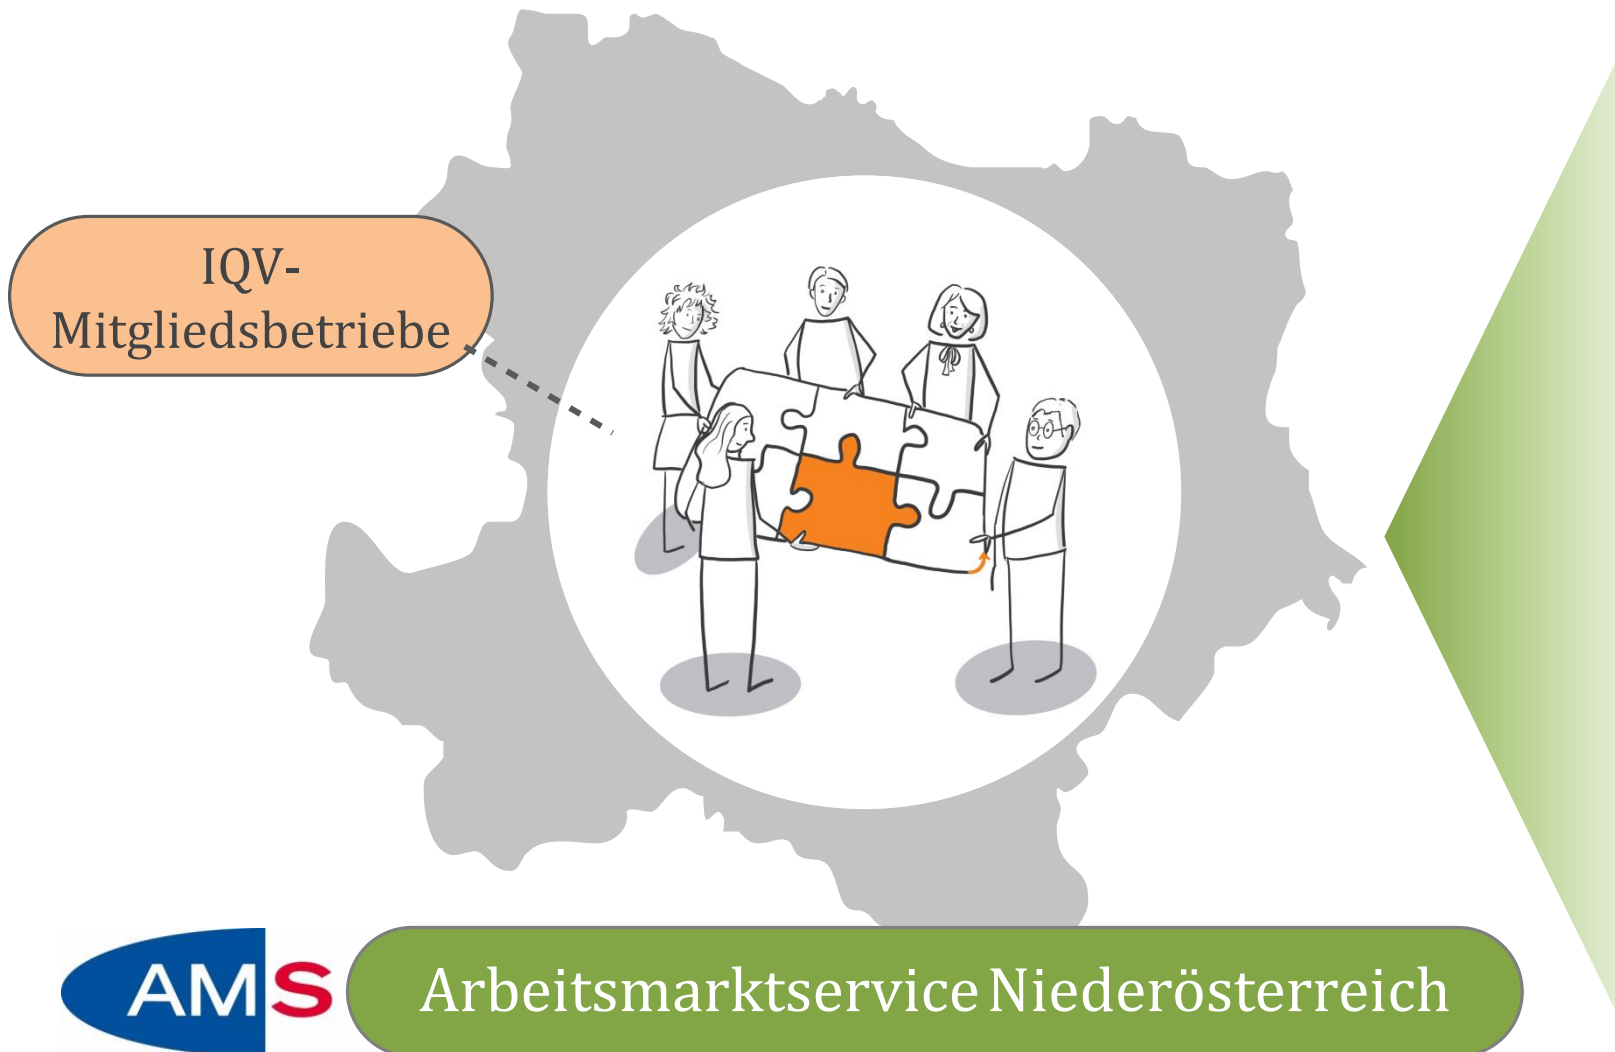 IQV-
Mitgliedsbetriebe
AMS
Arbeitsmarktservice Niederösterreich